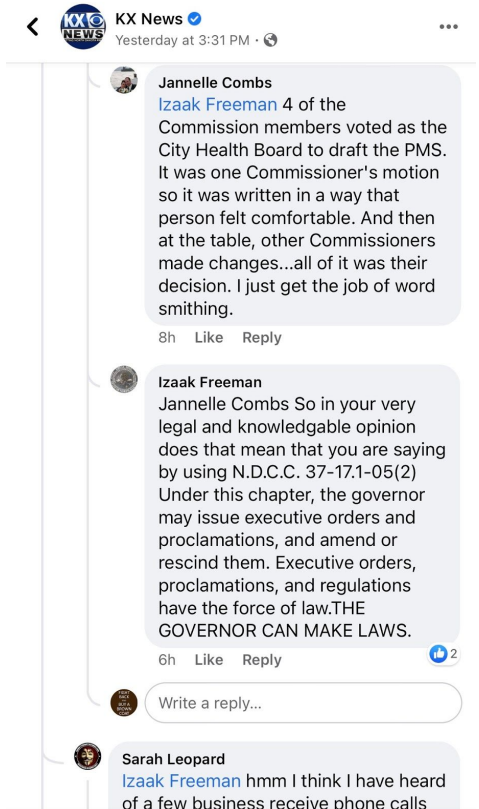 KX NEWS
KX News
Yesterday at 3:31 PM ·
Jannelle Combs
Izaak Freeman 4 of the
Commission members voted as the
City Health Board to draft the PMS.
It was one Commissioner's motion
so it was written in a way that
person felt comfortable. And then
at the table, other Commissioners
made changes...all of it was their
decision. I just get the job of word
smithing.
8h Like Reply
Izaak Freeman
Jannelle Combs So in your very
legal and knowledgable opinion
does that mean that you are saying
by using N.D.C.C. 37-17.1-05(2)
Under this chapter, the governor
may issue executive orders and
proclamations, and amend or
rescind them. Executive orders,
proclamations, and regulations
have the force of law.THE
GOVERNOR CAN MAKE LAWS.
6h Like Reply
2
Write a reply...
Sarah Leopard
Izaak Freeman hmm I think I have heard
of a few business receive phone calls